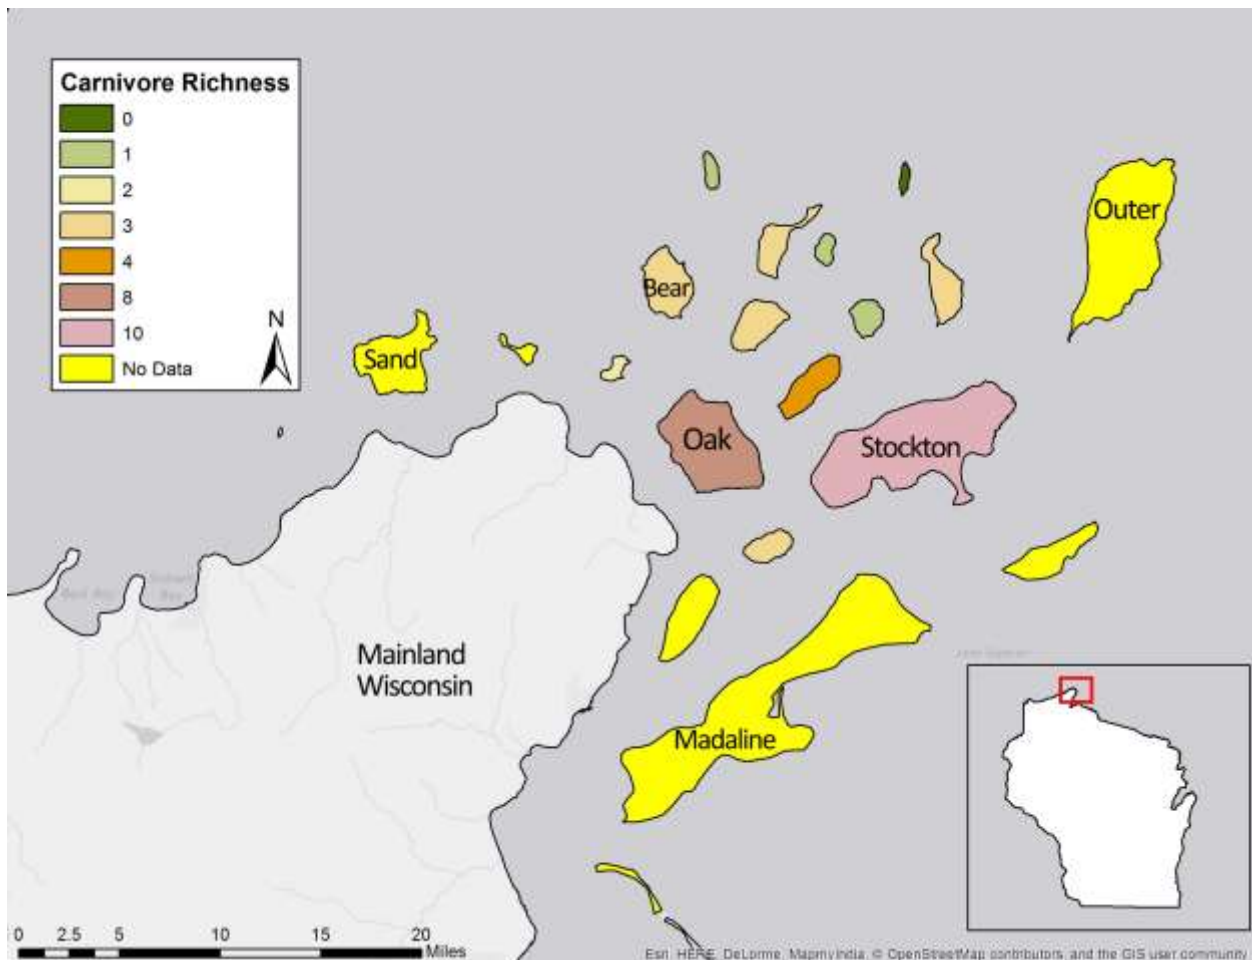 Carnivore Richness
0
1
2
3
4
8
10
No Data
N
Outer
Bear
Sand
Oak
Stockton
Mainland
Wisconsin
Madaline
0 2.5 5 10 15 20
Miles
Esri, HERE, DeLorme, MapmyIndia, © OpenStreetMap contributors, and the GIS user community